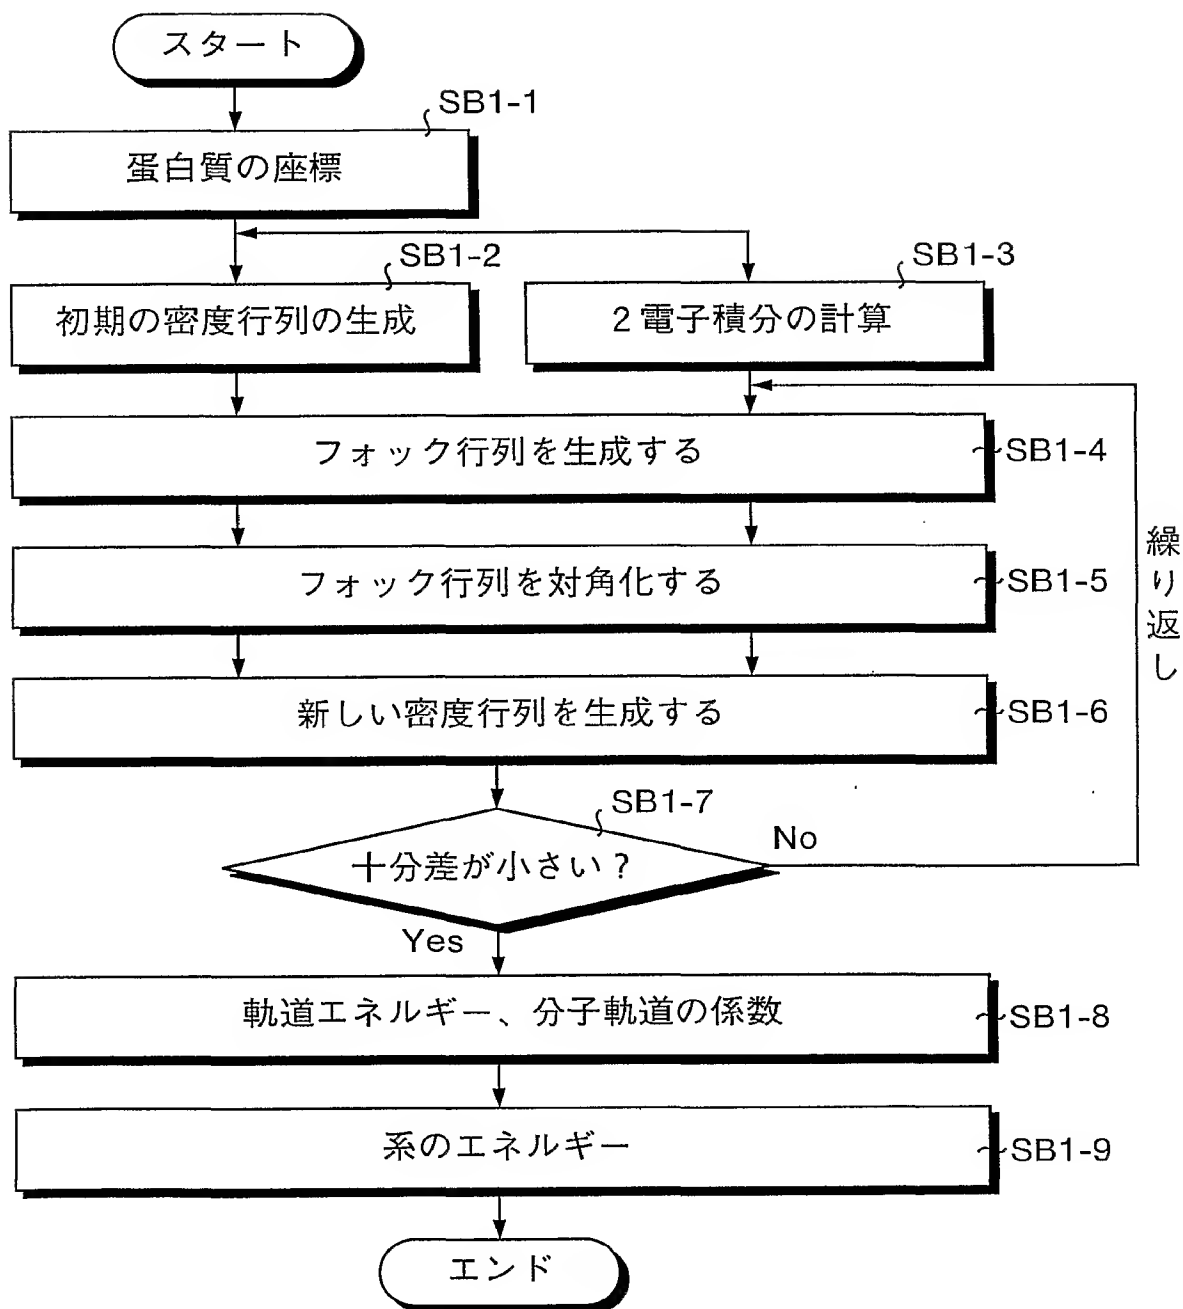 スタート
SB1-1
蛋白質の座標
SB1-2
初期の密度行列の生成
SB1-3
2電子積分の計算
フォック行列を生成する
SB1-4
フォック行列を対角化する
SB1-5
繰り返し
新しい密度行列を生成する
SB1-6
SB1-7
十分差が小さい?
No
Yes
軌道エネルギー、分子軌道の係数
SB1-8
系のエネルギー
SB1-9
エンド